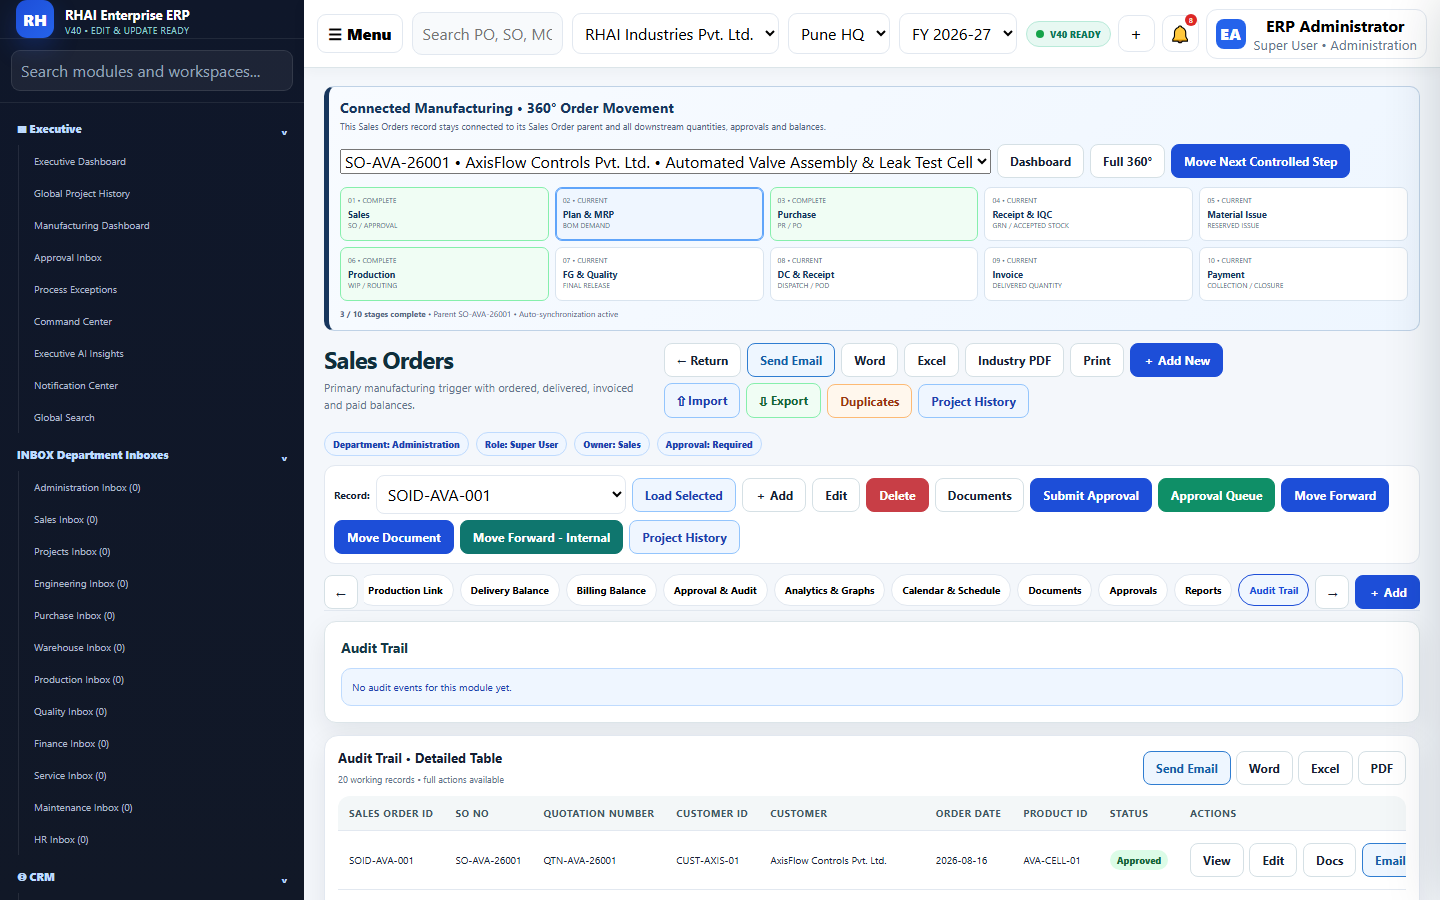 RH
RHAI Enterprise ERP
V40 • EDIT & UPDATE READY
Search modules and workspaces...
Executive
Executive Dashboard
Global Project History
Manufacturing Dashboard
Approval Inbox
Process Exceptions
Command Center
Executive AI Insights
Notification Center
Global Search
INBOX Department Inboxes
Administration Inbox (0)
Sales Inbox (0)
Projects Inbox (0)
Engineering Inbox (0)
Purchase Inbox (0)
Warehouse Inbox (0)
Production Inbox (0)
Quality Inbox (0)
Finance Inbox (0)
Service Inbox (0)
Maintenance Inbox (0)
HR Inbox (0)
CRM
☰ Menu
Search PO, SO, MO
RHAI Industries Pvt. Ltd.
Pune HQ
FY 2026-27
V40 READY
+
8
EA
ERP Administrator
Super User • Administration
Connected Manufacturing • 360° Order Movement
This Sales Orders record stays connected to its Sales Order parent and all downstream quantities, approvals and balances.
SO-AVA-26001 • AxisFlow Controls Pvt. Ltd. • Automated Valve Assembly & Leak Test Cell
Dashboard
Full 360°
Move Next Controlled Step
01 • COMPLETE
Sales
SO / APPROVAL
02 • CURRENT
Plan & MRP
BOM DEMAND
03 • COMPLETE
Purchase
PR / PO
04 • CURRENT
Receipt & IQC
GRN / ACCEPTED STOCK
05 • CURRENT
Material Issue
RESERVED ISSUE
06 • COMPLETE
Production
WIP / ROUTING
07 • CURRENT
FG & Quality
FINAL RELEASE
08 • CURRENT
DC & Receipt
DISPATCH / POD
09 • CURRENT
Invoice
DELIVERED QUANTITY
10 • CURRENT
Payment
COLLECTION / CLOSURE
3 / 10 stages complete • Parent SO-AVA-26001 • Auto-synchronization active
Sales Orders
Primary manufacturing trigger with ordered, delivered, invoiced
and paid balances.
← Return
Send Email
Word
Excel
Industry PDF
Print
+ Add New
⇧ Import
⇩ Export
Duplicates
Project History
Department: Administration
Role: Super User
Owner: Sales
Approval: Required
Record:
SOID-AVA-001
Load Selected
+ Add
Edit
Delete
Documents
Submit Approval
Approval Queue
Move Forward
Move Document
Move Forward - Internal
Project History
←
Production Link
Delivery Balance
Billing Balance
Approval & Audit
Analytics & Graphs
Calendar & Schedule
Documents
Approvals
Reports
Audit Trail
→
+ Add
Audit Trail
No audit events for this module yet.
Audit Trail • Detailed Table
20 working records • full actions available
Send Email
Word
Excel
PDF
SALES ORDER ID
SO NO
QUOTATION NUMBER
CUSTOMER ID
CUSTOMER
ORDER DATE
PRODUCT ID
STATUS
ACTIONS
SOID-AVA-001
SO-AVA-26001
QTN-AVA-26001
CUST-AXIS-01
AxisFlow Controls Pvt. Ltd.
2026-08-16
AVA-CELL-01
Approved
View
Edit
Docs
Email